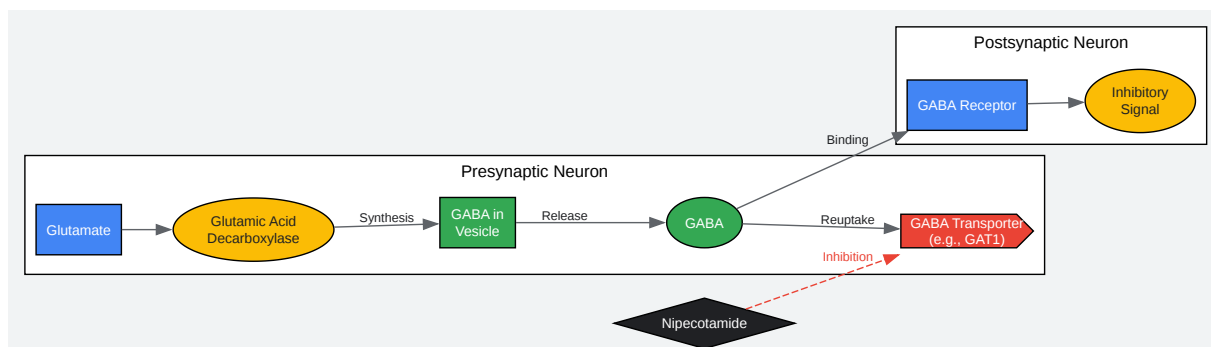 Postsynaptic Neuron
GABA Receptor
Inhibitory
Signal
Binding
Presynaptic Neuron
Glutamate
Glutamic Acid
Decarboxylase
Synthesis
GABA in
Vesicle
Release
GABA
Reuptake
GABA Transporter
(e.g., GAT1)
Inhibition
Nipecotamide